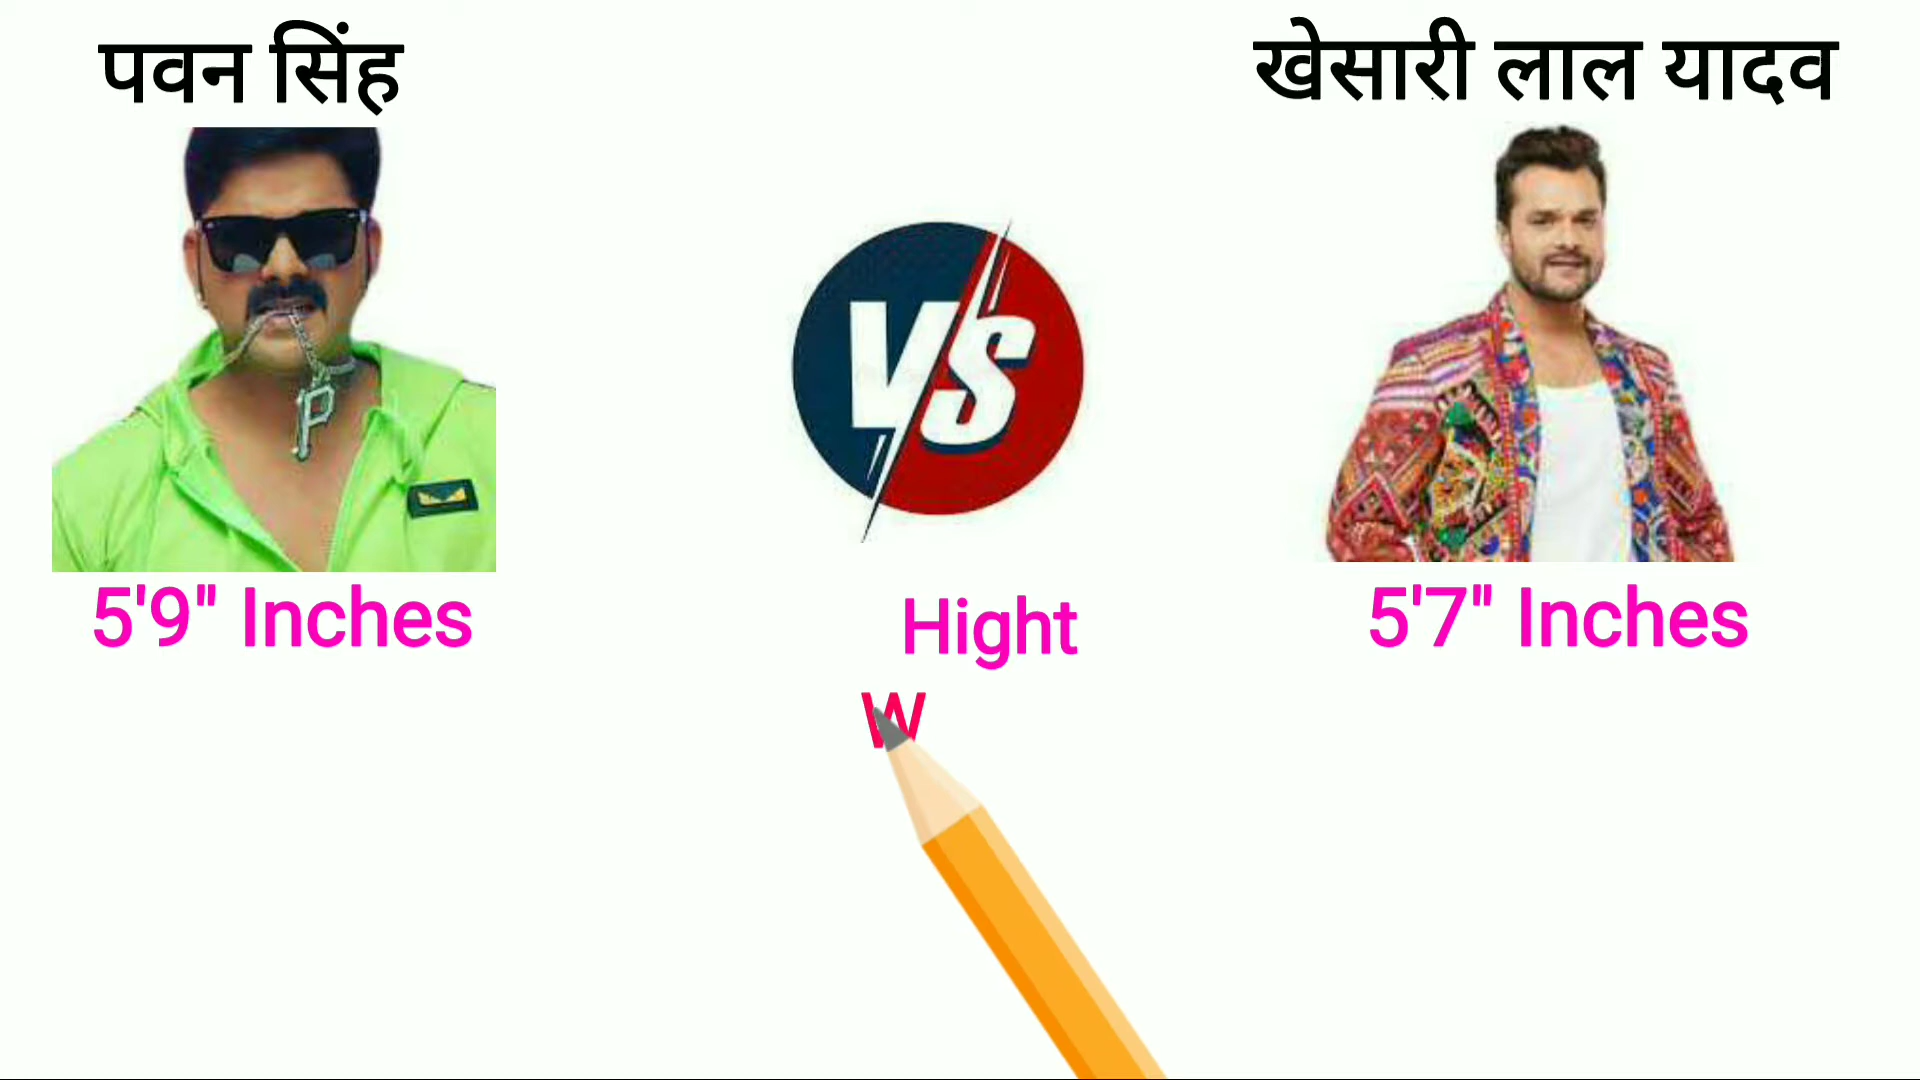 पवन सिंह
खेसारी लाल यादव
VS
P
5'9" Inches
Hight
5'7" Inches
W